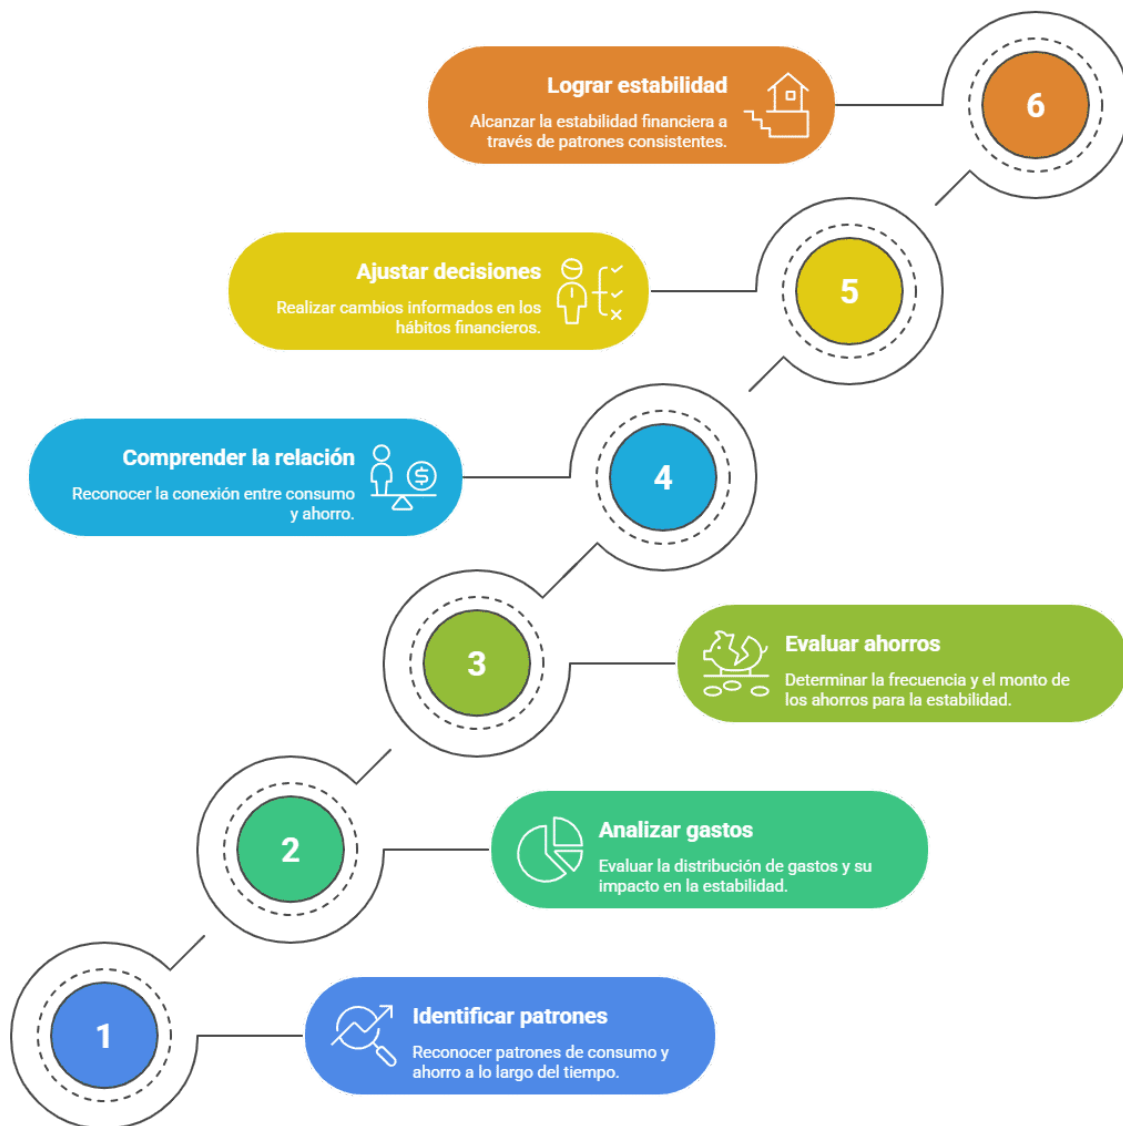 Lograr estabilidad
Alcanzar la estabilidad financiera a
través de patrones consistentes.
6
Ajustar decisiones
Realizar cambios informados en los
hábitos financieros.
5
Comprender la relación
Reconocer la conexión entre consumo
y ahorro.
4
3
Evaluar ahorros
Determinar la frecuencia y el monto de
los ahorros para la estabilidad.
2
Analizar gastos
Evaluar la distribución de gastos y su
impacto en la estabilidad.
1
Identificar patrones
Reconocer patrones de consumo y
ahorro a lo largo del tiempo.